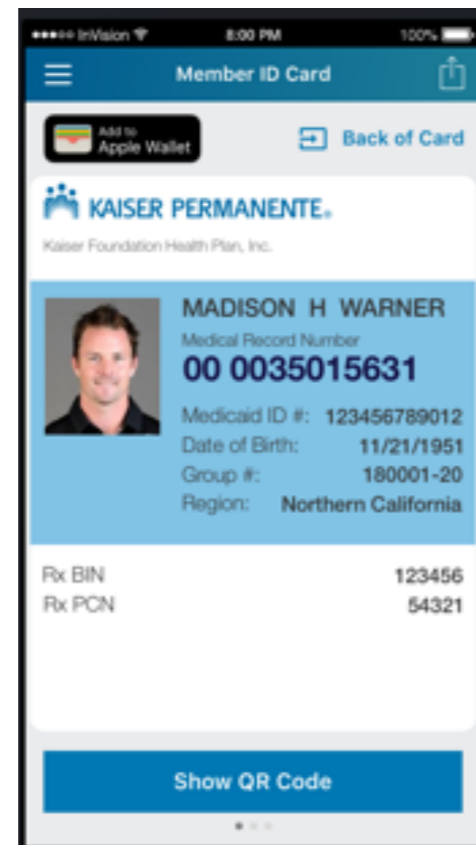 InVision 8:00 PM 100%
Member ID Card
Add to
Apple Wallet
Back of Card
KAISER PERMANENTE®
Kaiser Foundation Health Plan, Inc.
MADISON H WARNER
Medical Record Number
00 0035015631
Medicaid ID #: 123456789012
Date of Birth: 11/21/1951
Group #: 180001-20
Region: Northern California
Rx BIN 123456
Rx PCN 54321
Show QR Code